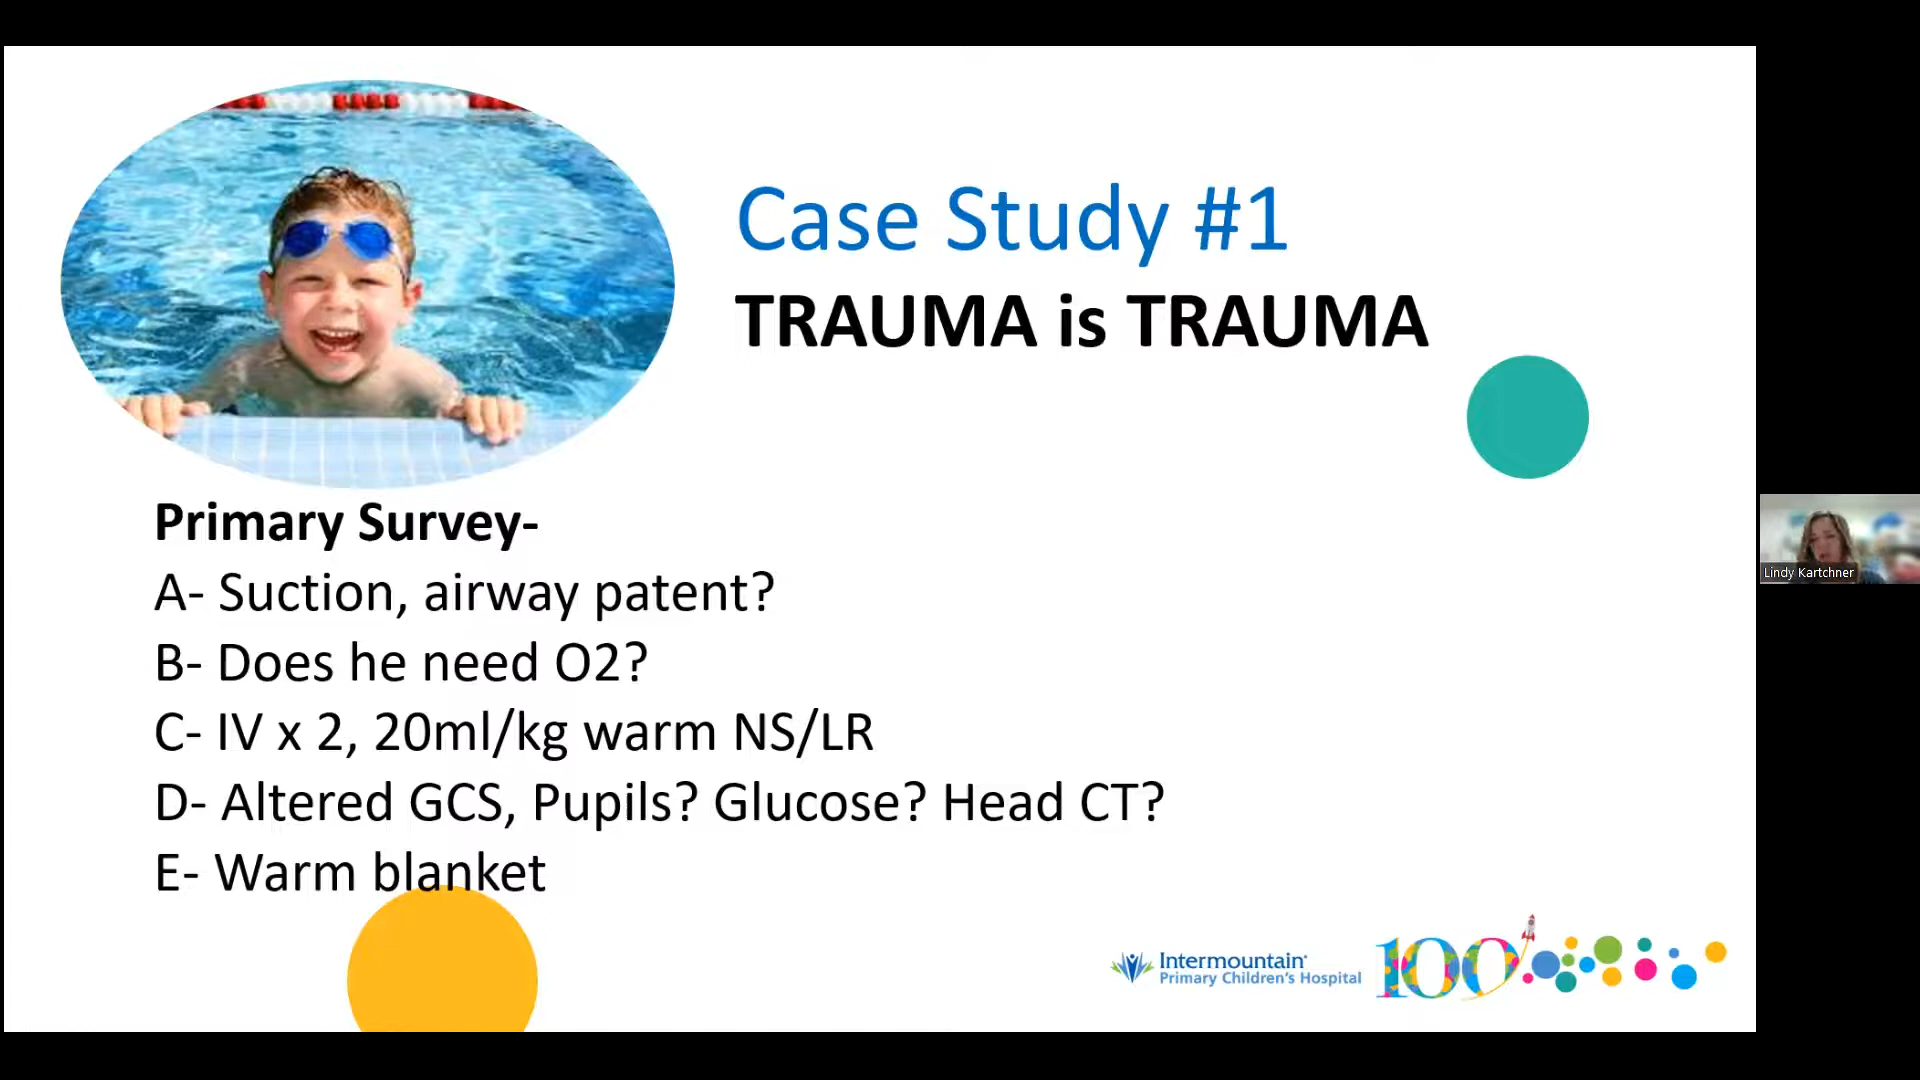 Case Study #1
TRAUMA is TRAUMA
Primary Survey-
A- Suction, airway patent?
B- Does he need O2?
C- IV x 2, 20ml/kg warm NS/LR
D- Altered GCS, Pupils? Glucose? Head CT?
E- Warm blanket
Intermountain
Primary Children's Hospital
100
Lindy Kartchner